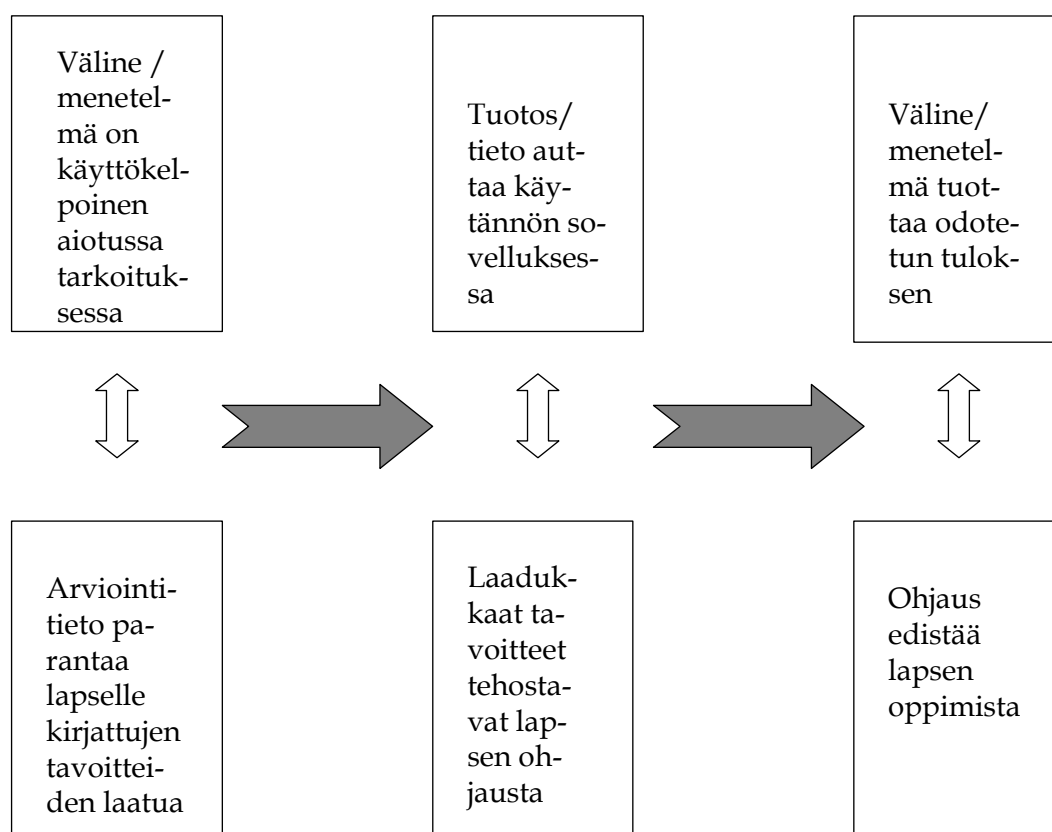 Väline /
menetel-
mä on
käyttökel-
poinen
aiotussa
tarkoituk-
sessa
Tuotos/
tieto aut-
taa käy-
tännön so-
velluksес-
sa
Väline/
menetel-
mä tuot-
taa odote-
tun tulok-
sen
Arviointi-
tieto pa-
rantaa
lapselle
kirjattujen
tavoittei-
den laatua
Laaduk-
kaat ta-
voitteet
tehosta-
vat lap-
sen oh-
jausta
Ohjaus
edistää
lapsen
oppimista